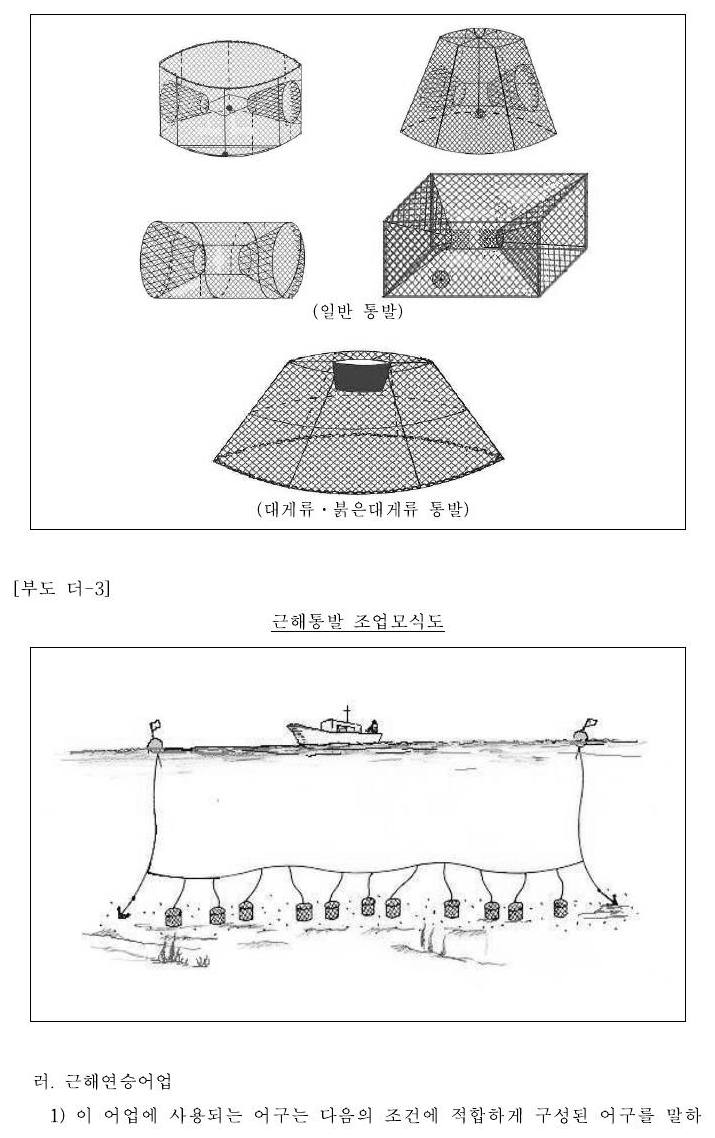 (일반 통발)
(대게류·붉은대게류 통발)
[부도 더-3]
근해통발 조업모식도
러. 근해연승어업
1) 이 어업에 사용되는 어구는 다음의 조건에 적합하게 구성된 어구를 말하